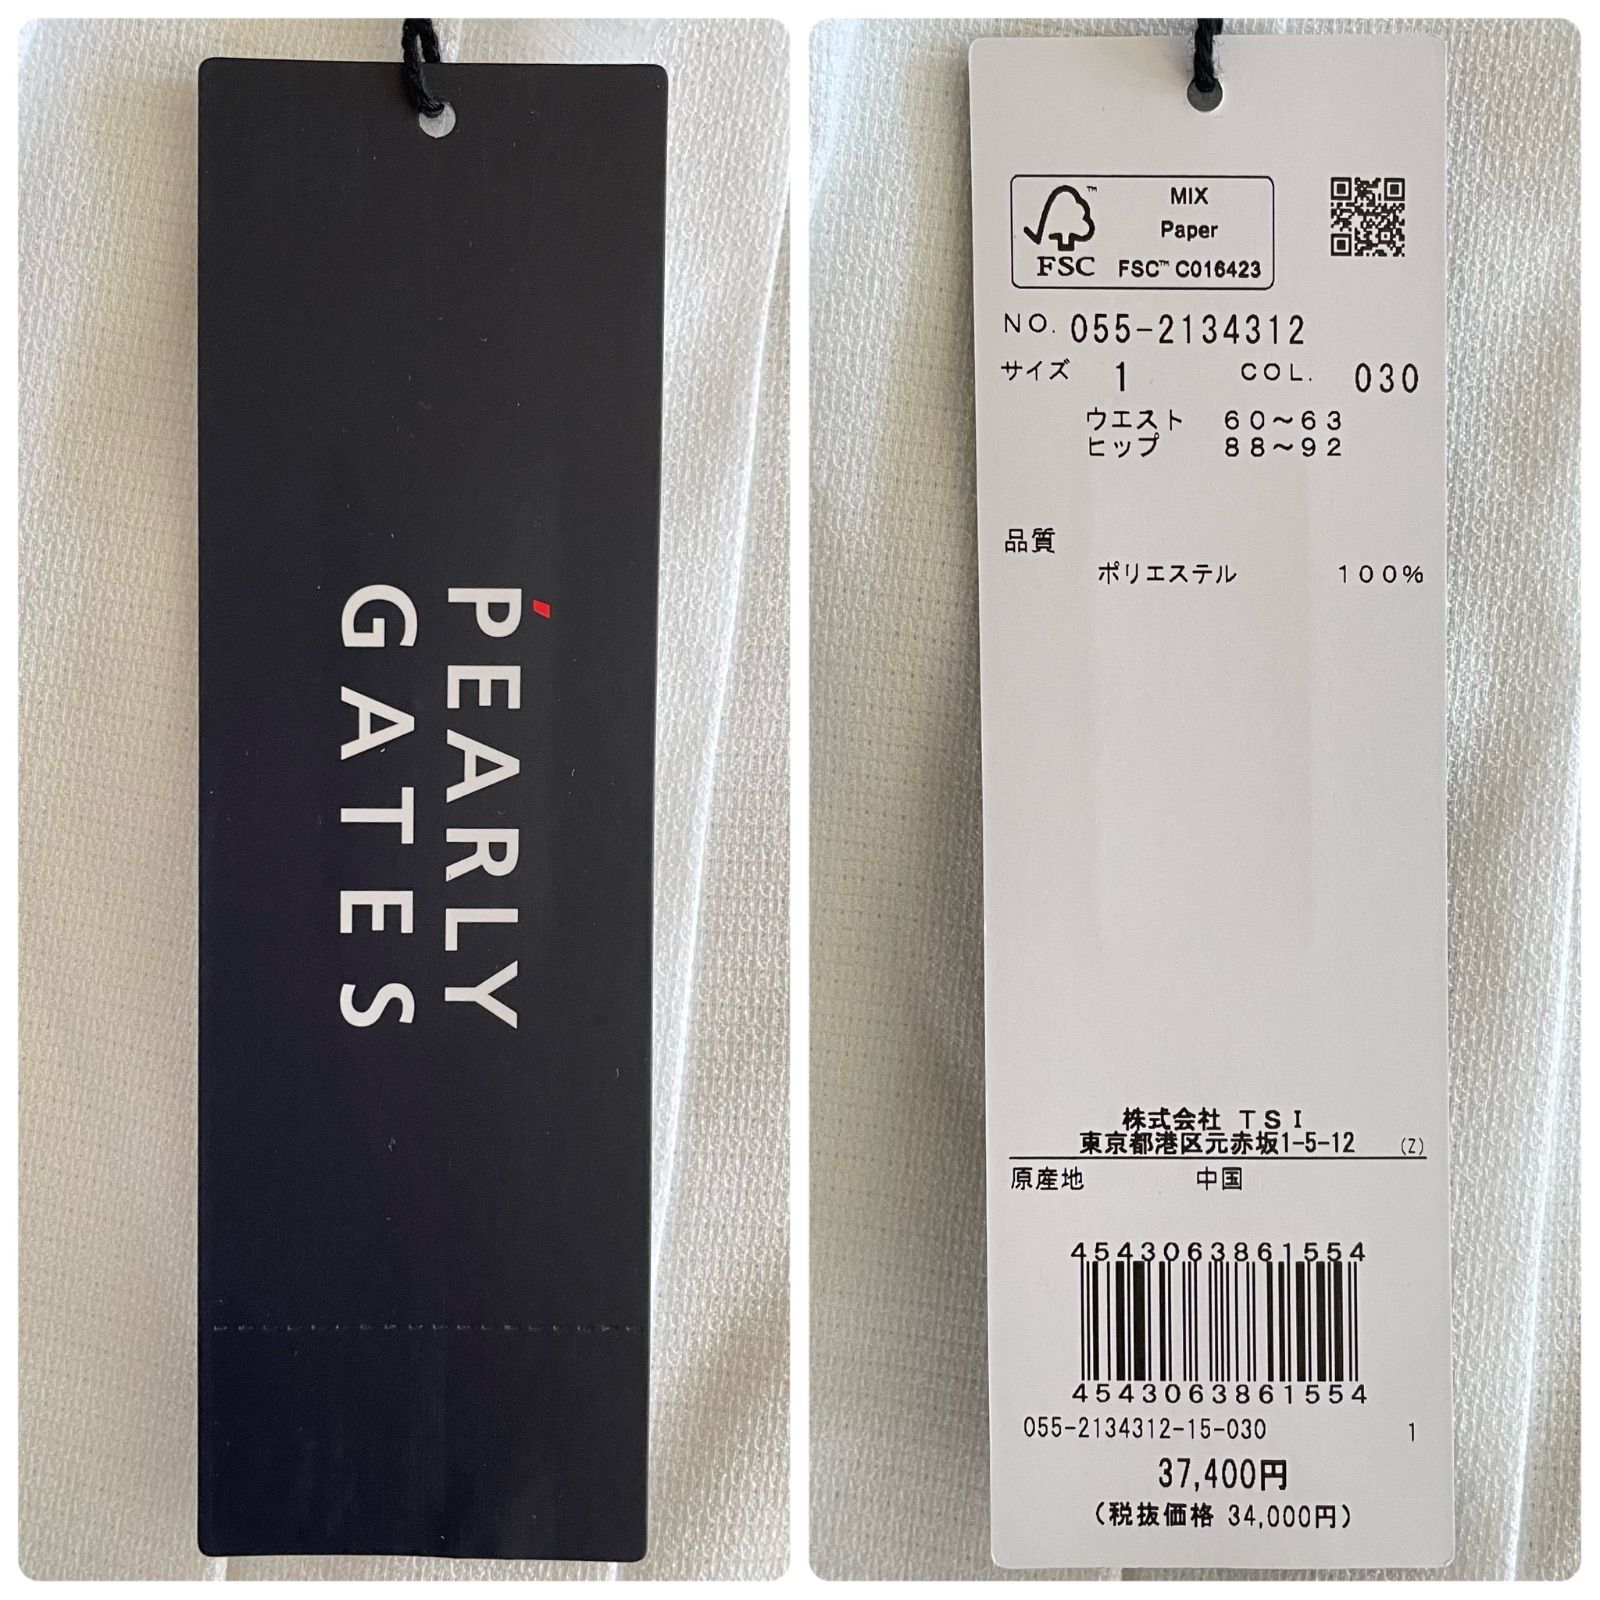 PEARLY
GATES
MIX
Paper
FSC
FSC™ C016423
NO. 055-2134312
サイズ 1 COL. 030
ウエスト 60～63
ヒップ 88～92
品質
ポリエステル 100%
株式会社 TSI
東京都港区元赤坂1-5-12 (Z)
原産地 中国
4543063861554
4543063861554
055-2134312-15-030 1
37,400円
(税抜価格 34,000円)